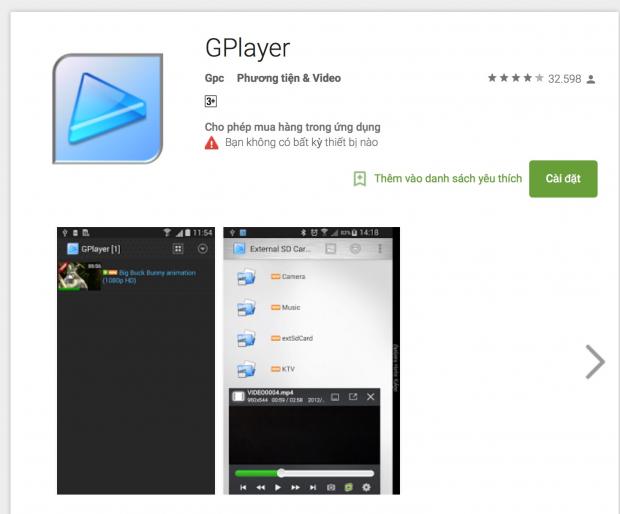 GPlayer
Gpc Phương tiện & Video
32.598
3+
Cho phép mua hàng trong ứng dụng
Bạn không có bất kỳ thiết bị nào
Thêm vào danh sách yêu thích
Cài đặt
11:54
GPlayer [1]
Big Buck Bunny animation
(1080p HD)
82% 14:18
External SD Car...
Camera
Music
extSdCard
KTV
VIDEO0004.mp4
960x544 00:59 / 02:58 2012/..